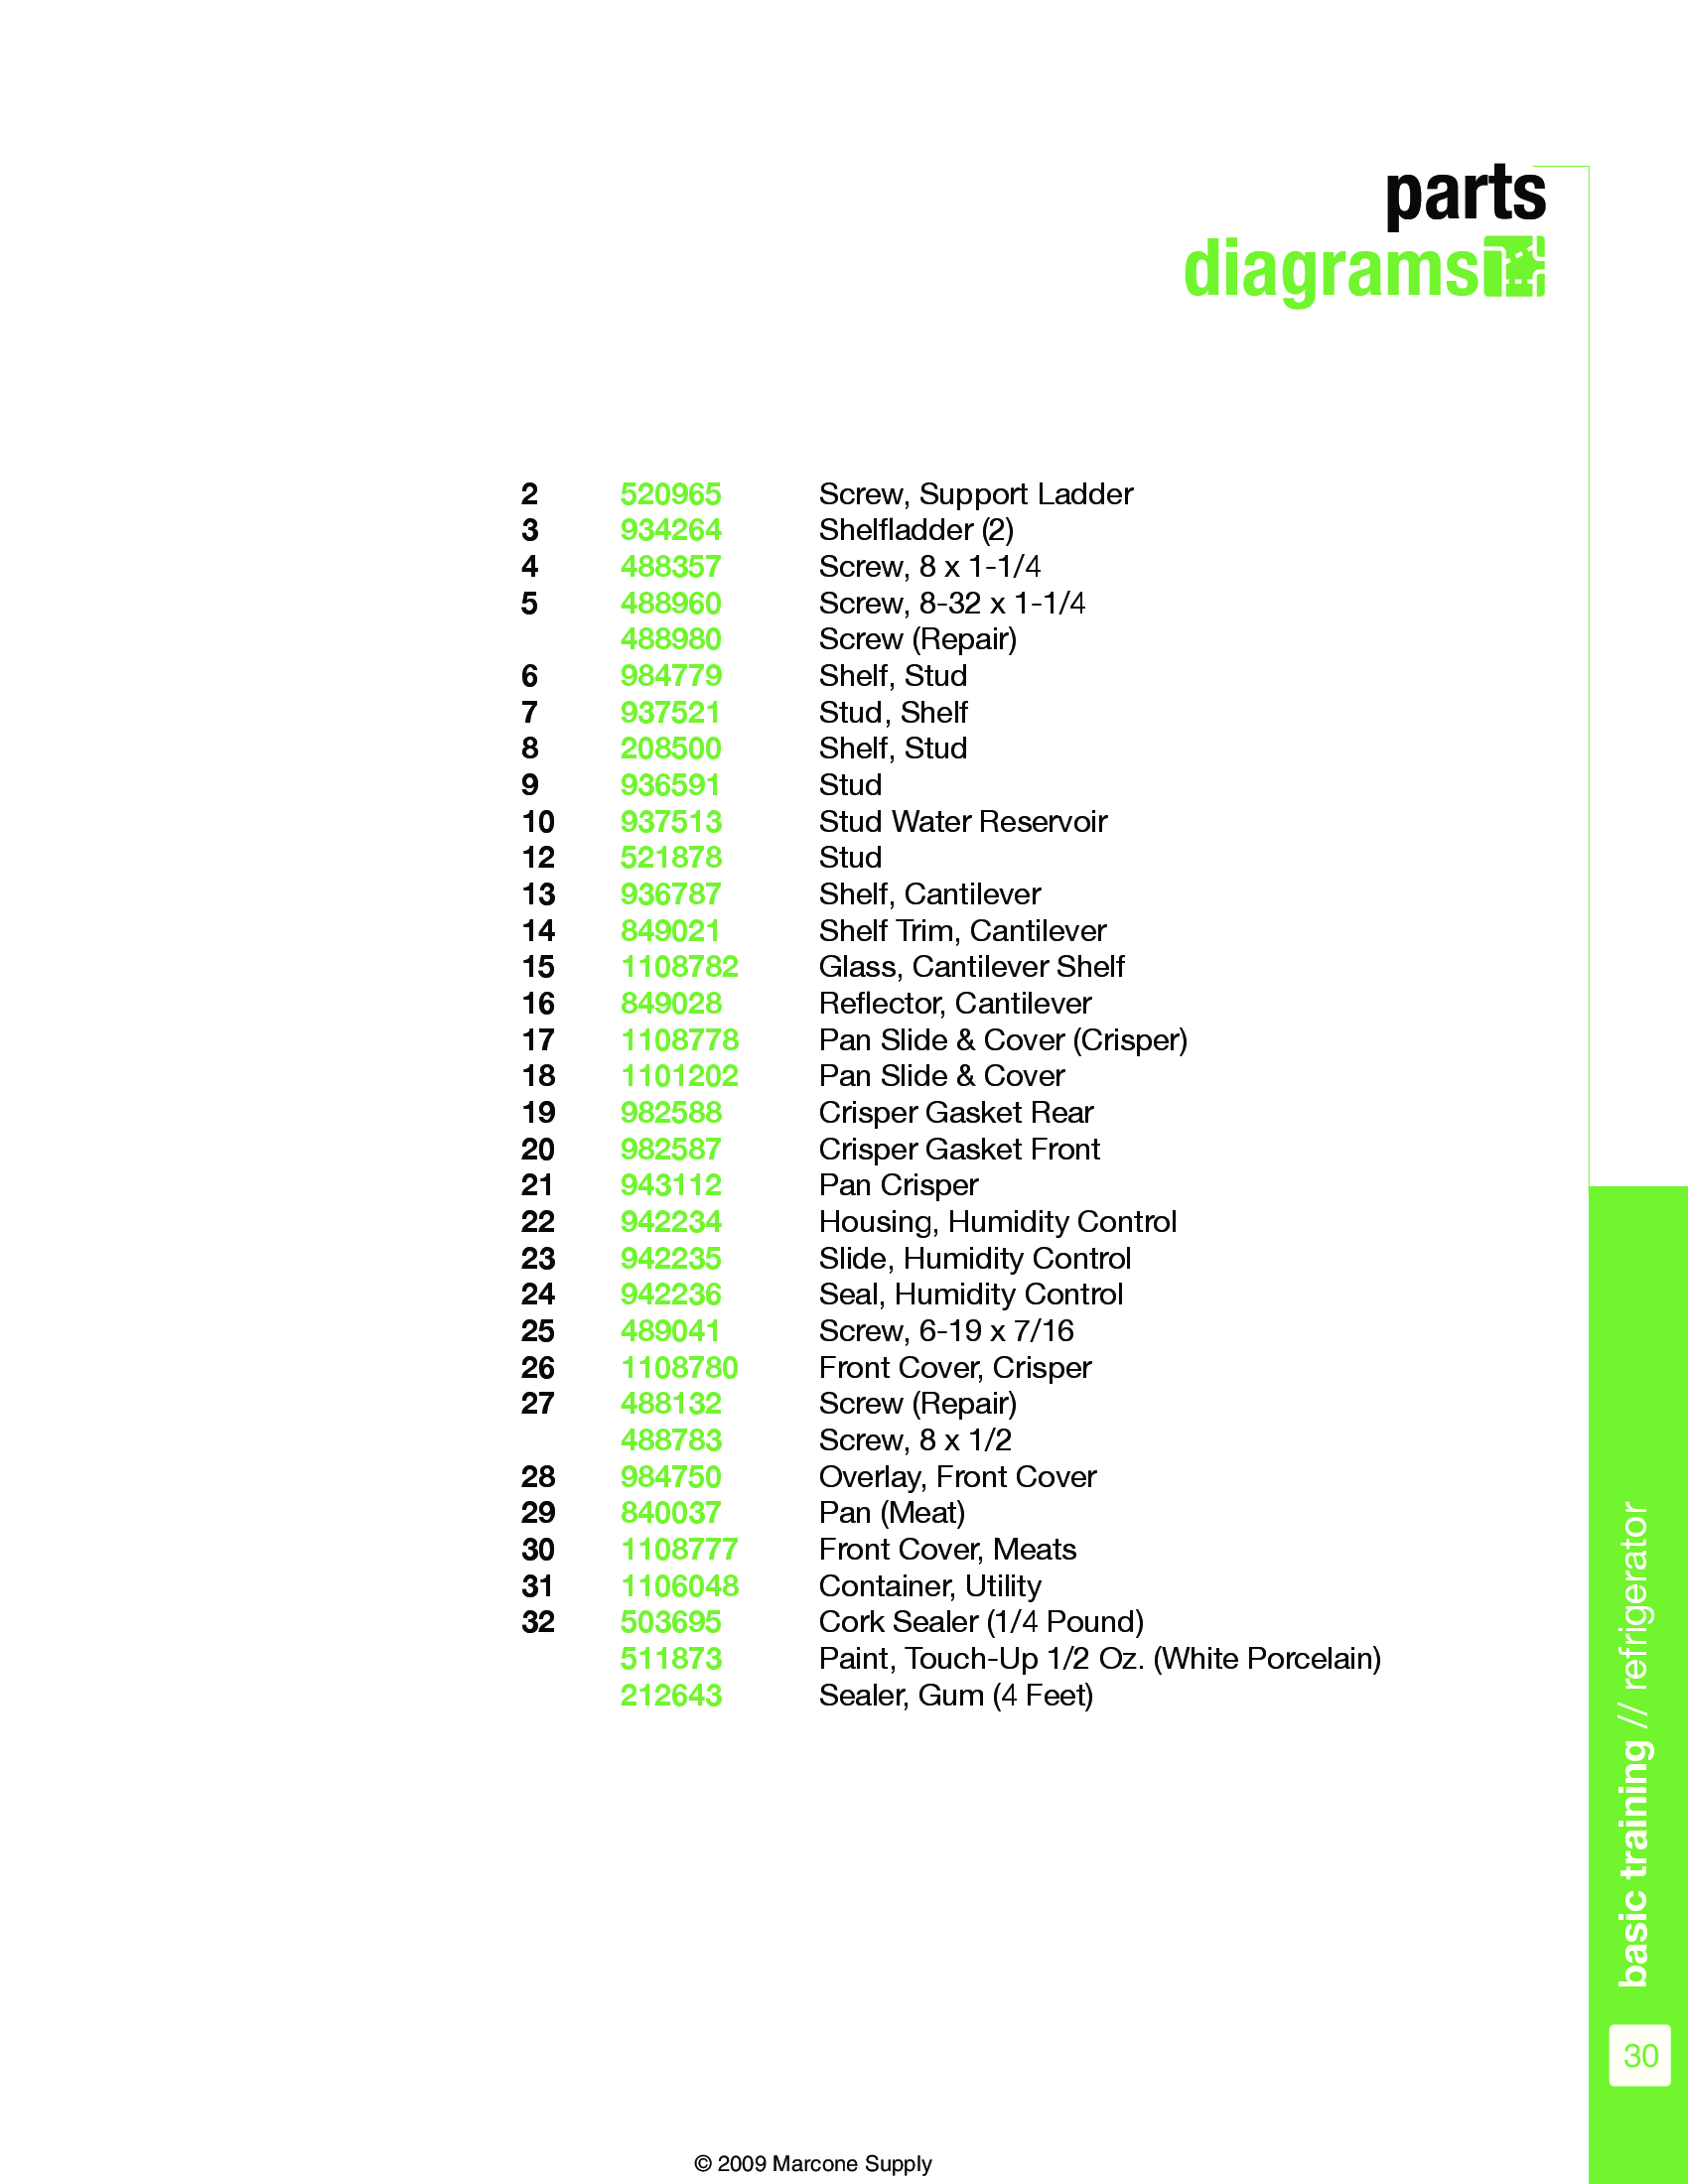 parts
diagrams
2 520965 Screw, Support Ladder
3 934264 Shelfladder (2)
4 488357 Screw, 8 x 1-1/4
5 488960 Screw, 8-32 x 1-1/4
488980 Screw (Repair)
6 984779 Shelf, Stud
7 937521 Stud, Shelf
8 208500 Shelf, Stud
9 936591 Stud
10 937513 Stud Water Reservoir
12 521878 Stud
13 936787 Shelf, Cantilever
14 849021 Shelf Trim, Cantilever
15 1108782 Glass, Cantilever Shelf
16 849028 Reflector, Cantilever
17 1108778 Pan Slide & Cover (Crisper)
18 1101202 Pan Slide & Cover
19 982588 Crisper Gasket Rear
20 982587 Crisper Gasket Front
21 943112 Pan Crisper
22 942234 Housing, Humidity Control
23 942235 Slide, Humidity Control
24 942236 Seal, Humidity Control
25 489041 Screw, 6-19 x 7/16
26 1108780 Front Cover, Crisper
27 488132 Screw (Repair)
488783 Screw, 8 x 1/2
28 984750 Overlay, Front Cover
29 840037 Pan (Meat)
30 1108777 Front Cover, Meats
31 1106048 Container, Utility
32 503695 Cork Sealer (1/4 Pound)
511873 Paint, Touch-Up 1/2 Oz. (White Porcelain)
212643 Sealer, Gum (4 Feet)
basic training // refrigerator
30
© 2009 Marcone Supply